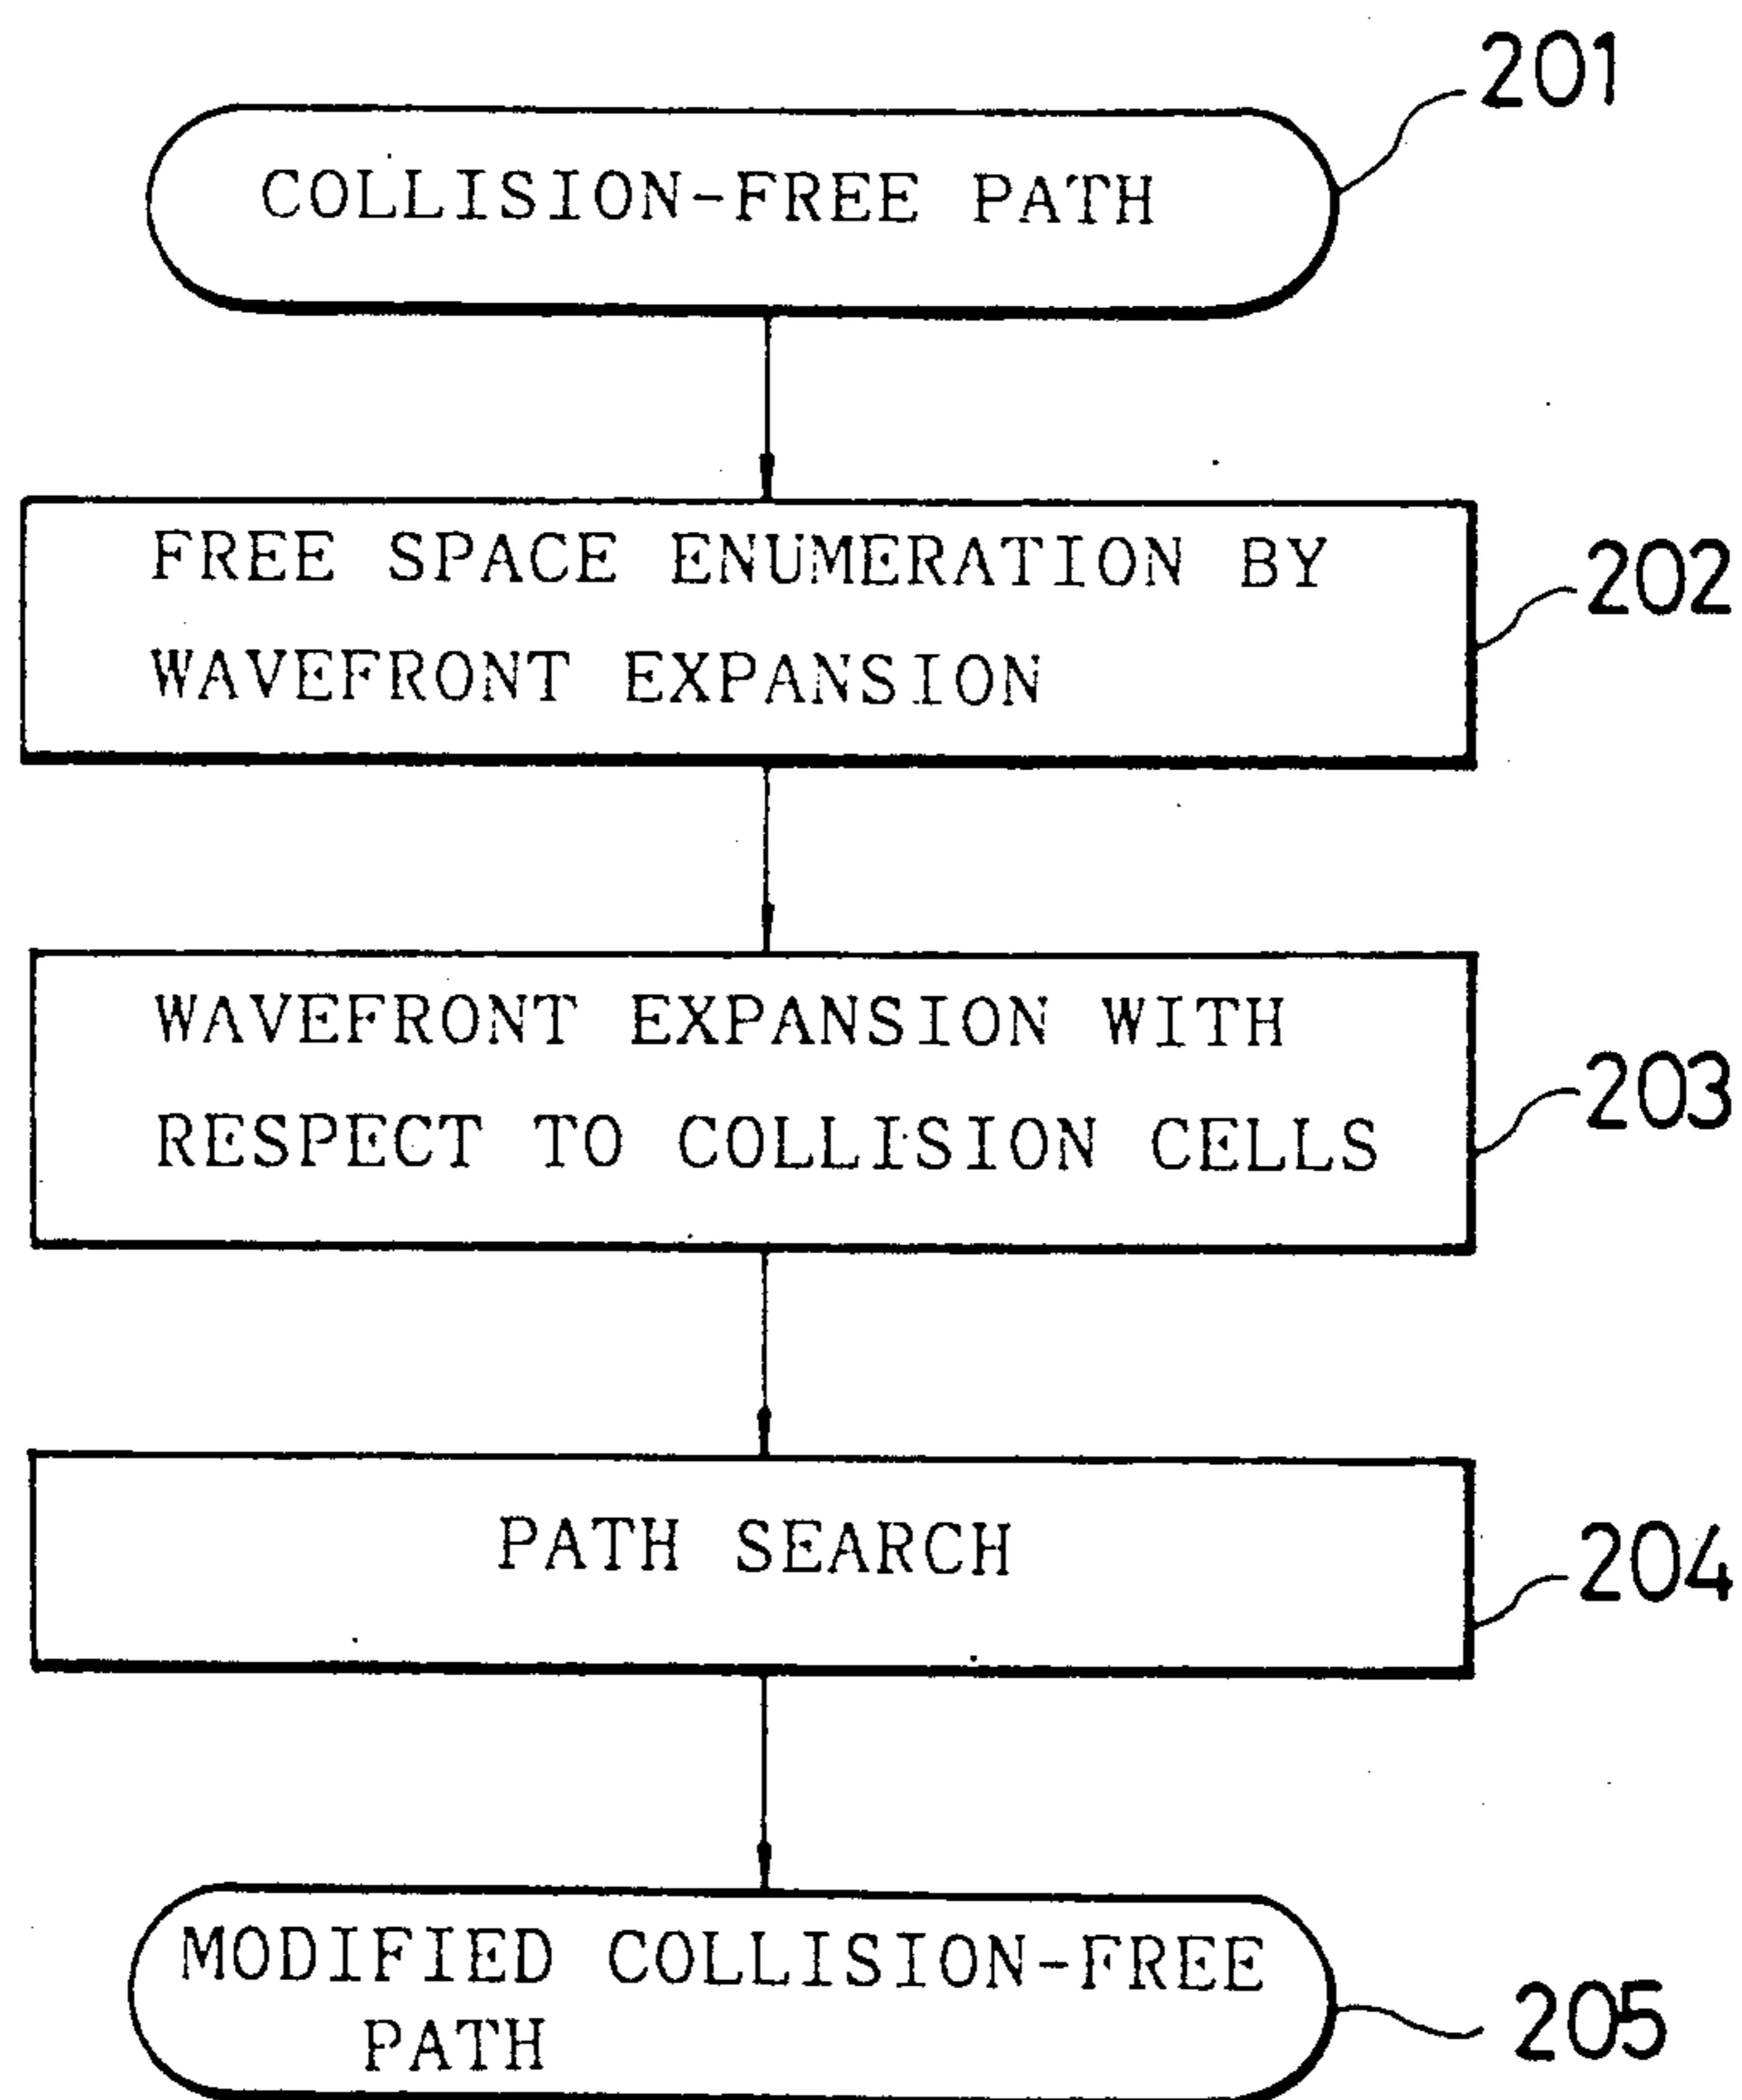 201
COLLISION-FREE PATH
FREE SPACE ENUMERATION BY
WAVEFRONT EXPANSION
202
WAVEFRONT EXPANSION WITH
RESPECT TO COLLISION CELLS
203
PATH SEARCH
204
MODIFIED COLLISION-FREE
PATH
205